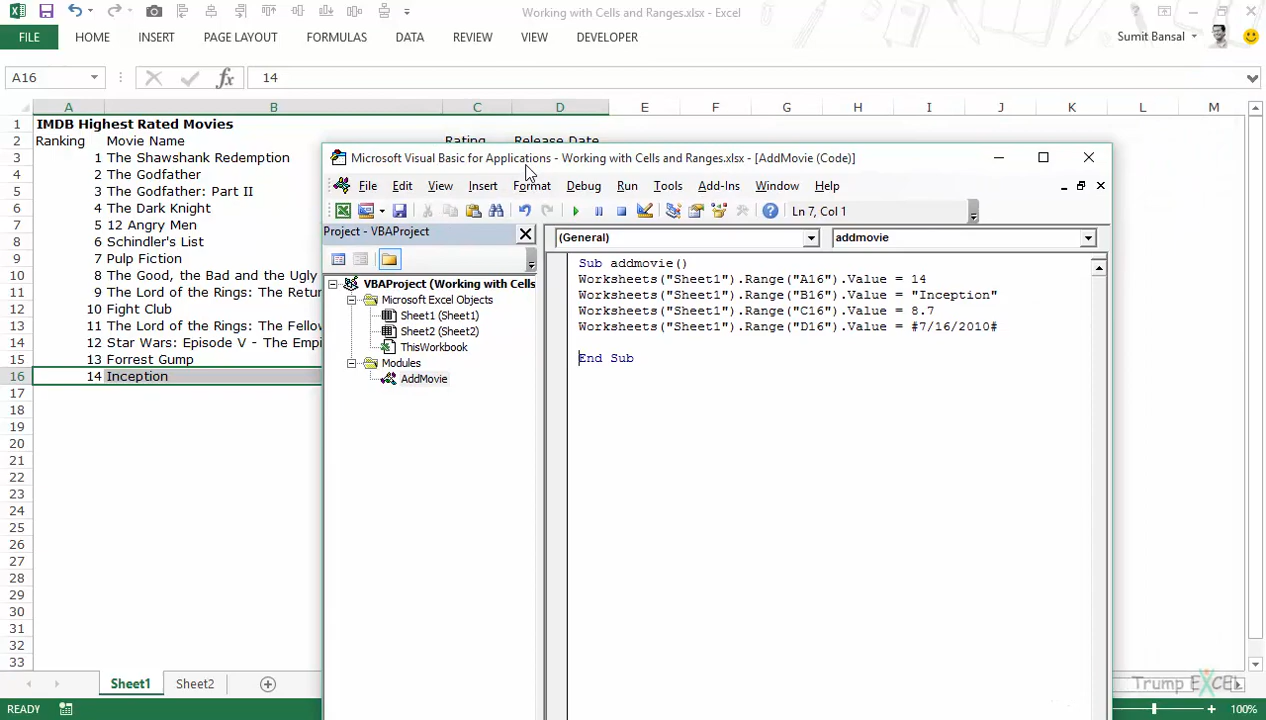 Working with Cells and Ranges.xlsx - Excel
FILE HOME INSERT PAGE LAYOUT FORMULAS DATA REVIEW VIEW DEVELOPER Sumit Bansal
A16 fx 14
A B C D E F G H I J K L M
1 IMDB Highest Rated Movies
2 Ranking Movie Name Rating Release Date
3 1 The Shawshank Redemption
4 2 The Godfather
5 3 The Godfather: Part II
6 4 The Dark Knight
7 5 12 Angry Men
8 6 Schindler's List
9 7 Pulp Fiction
10 8 The Good, the Bad and the Ugly
11 9 The Lord of the Rings: The Retur
12 10 Fight Club
13 11 The Lord of the Rings: The Fello
14 12 Star Wars: Episode V - The Empi
15 13 Forrest Gump
16 14 Inception
17
18
19
20
21
22
23
24
25
26
27
28
29
30
31
32
33
Microsoft Visual Basic for Applications - Working with Cells and Ranges.xlsx - [AddMovie (Code)]
File Edit View Insert Format Debug Run Tools Add-Ins Window Help
Ln 7, Col 1
Project - VBAProject
VBAProject (Working with Cells
Microsoft Excel Objects
Sheet1 (Sheet1)
Sheet2 (Sheet2)
ThisWorkbook
Modules
AddMovie
(General) addmovie
Sub addmovie()
Worksheets("Sheet1").Range("A16").Value = 14
Worksheets("Sheet1").Range("B16").Value = "Inception"
Worksheets("Sheet1").Range("C16").Value = 8.7
Worksheets("Sheet1").Range("D16").Value = #7/16/2010#
End Sub
Sheet1 Sheet2
Trump EXCEL
READY 100%